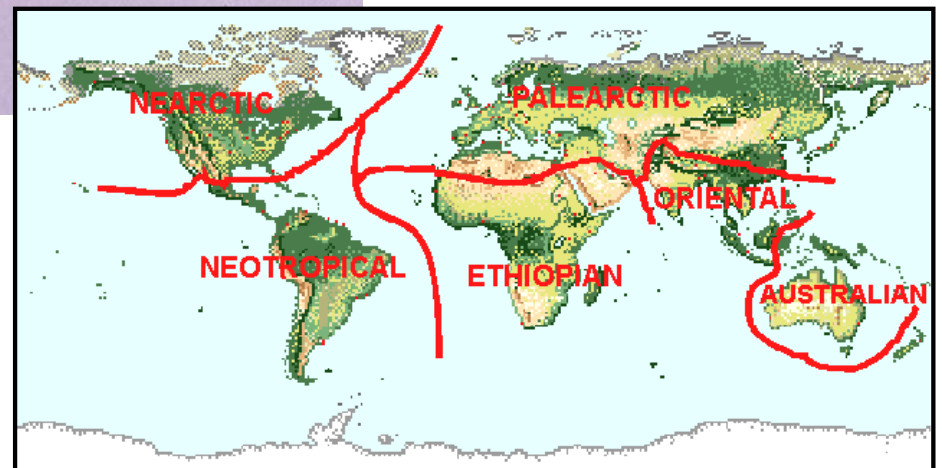 NEARCTIC
PALEARCTIC
ORIENTAL
NEOTROPICAL
ETHIOPIAN
AUSTRALIAN